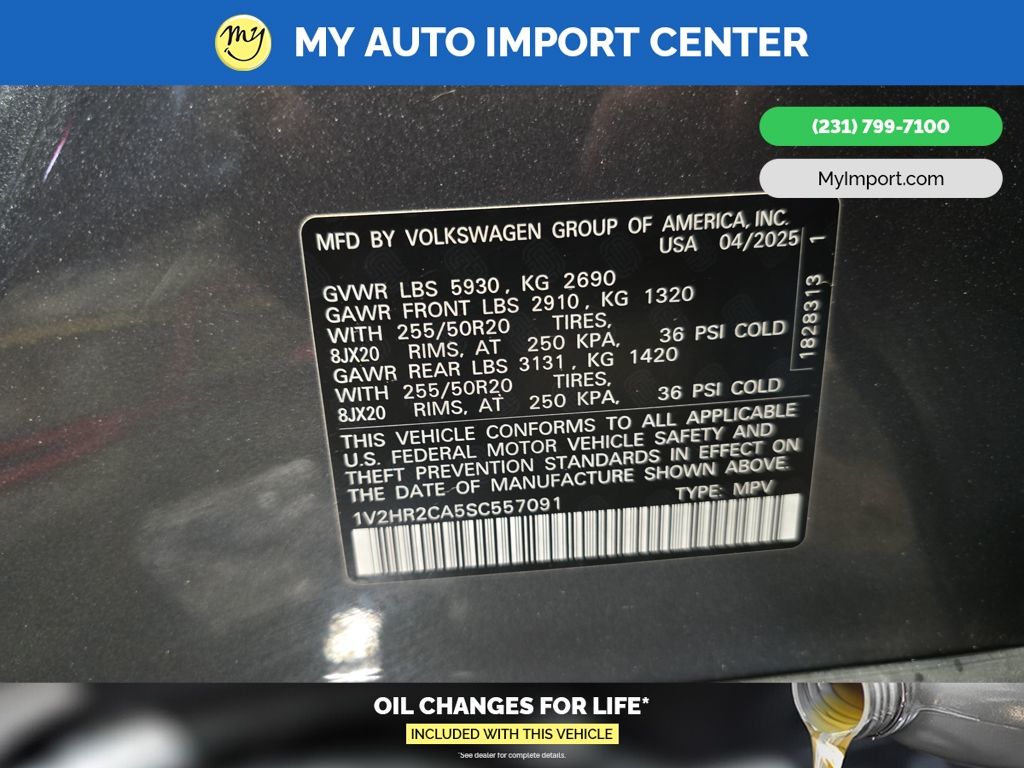 my
MY AUTO IMPORT CENTER
(231) 799-7100
MyImport.com
MFD BY VOLKSWAGEN GROUP OF AMERICA, INC.
USA 04/2025
GVWR LBS 5930, KG 2690
GAWR FRONT LBS 2910, KG 1320
WITH 255/50R20 TIRES,
8JX20 RIMS, AT 250 KPA, 36 PSI COLD
GAWR REAR LBS 3131, KG 1420
WITH 255/50R20 TIRES,
8JX20 RIMS, AT 250 KPA, 36 PSI COLD
1828313 1
THIS VEHICLE CONFORMS TO ALL APPLICABLE
U.S. FEDERAL MOTOR VEHICLE SAFETY AND
THEFT PREVENTION STANDARDS IN EFFECT ON
THE DATE OF MANUFACTURE SHOWN ABOVE.
1V2HR2CA5SC557091 TYPE: MPV
OIL CHANGES FOR LIFE*
INCLUDED WITH THIS VEHICLE
*See dealer for complete details.